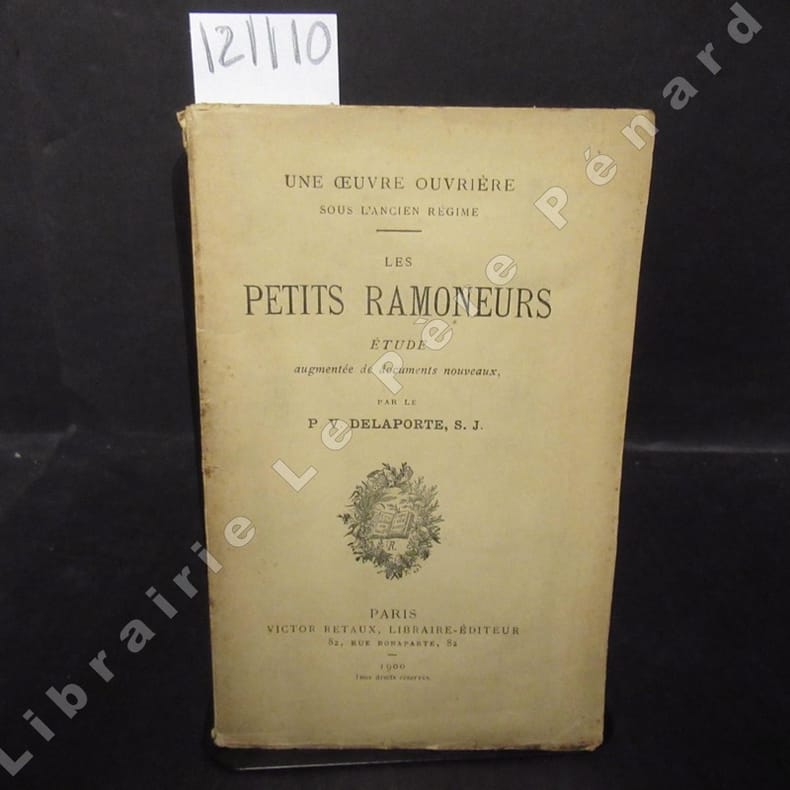 121110
UNE ŒUVRE OUVRIÈRE
SOUS L'ANCIEN RÉGIME
LES
PETITS RAMONEURS
ÉTUDE
augmentée de documents nouveaux,
PAR LE
P. V. DELAPORTE, S. J.
R.
PARIS
VICTOR RETAUX, LIBRAIRE-ÉDITEUR
82, RUE BONAPARTE, 82
1900
Tous droits réservés.
Librairie Le Père Pénard